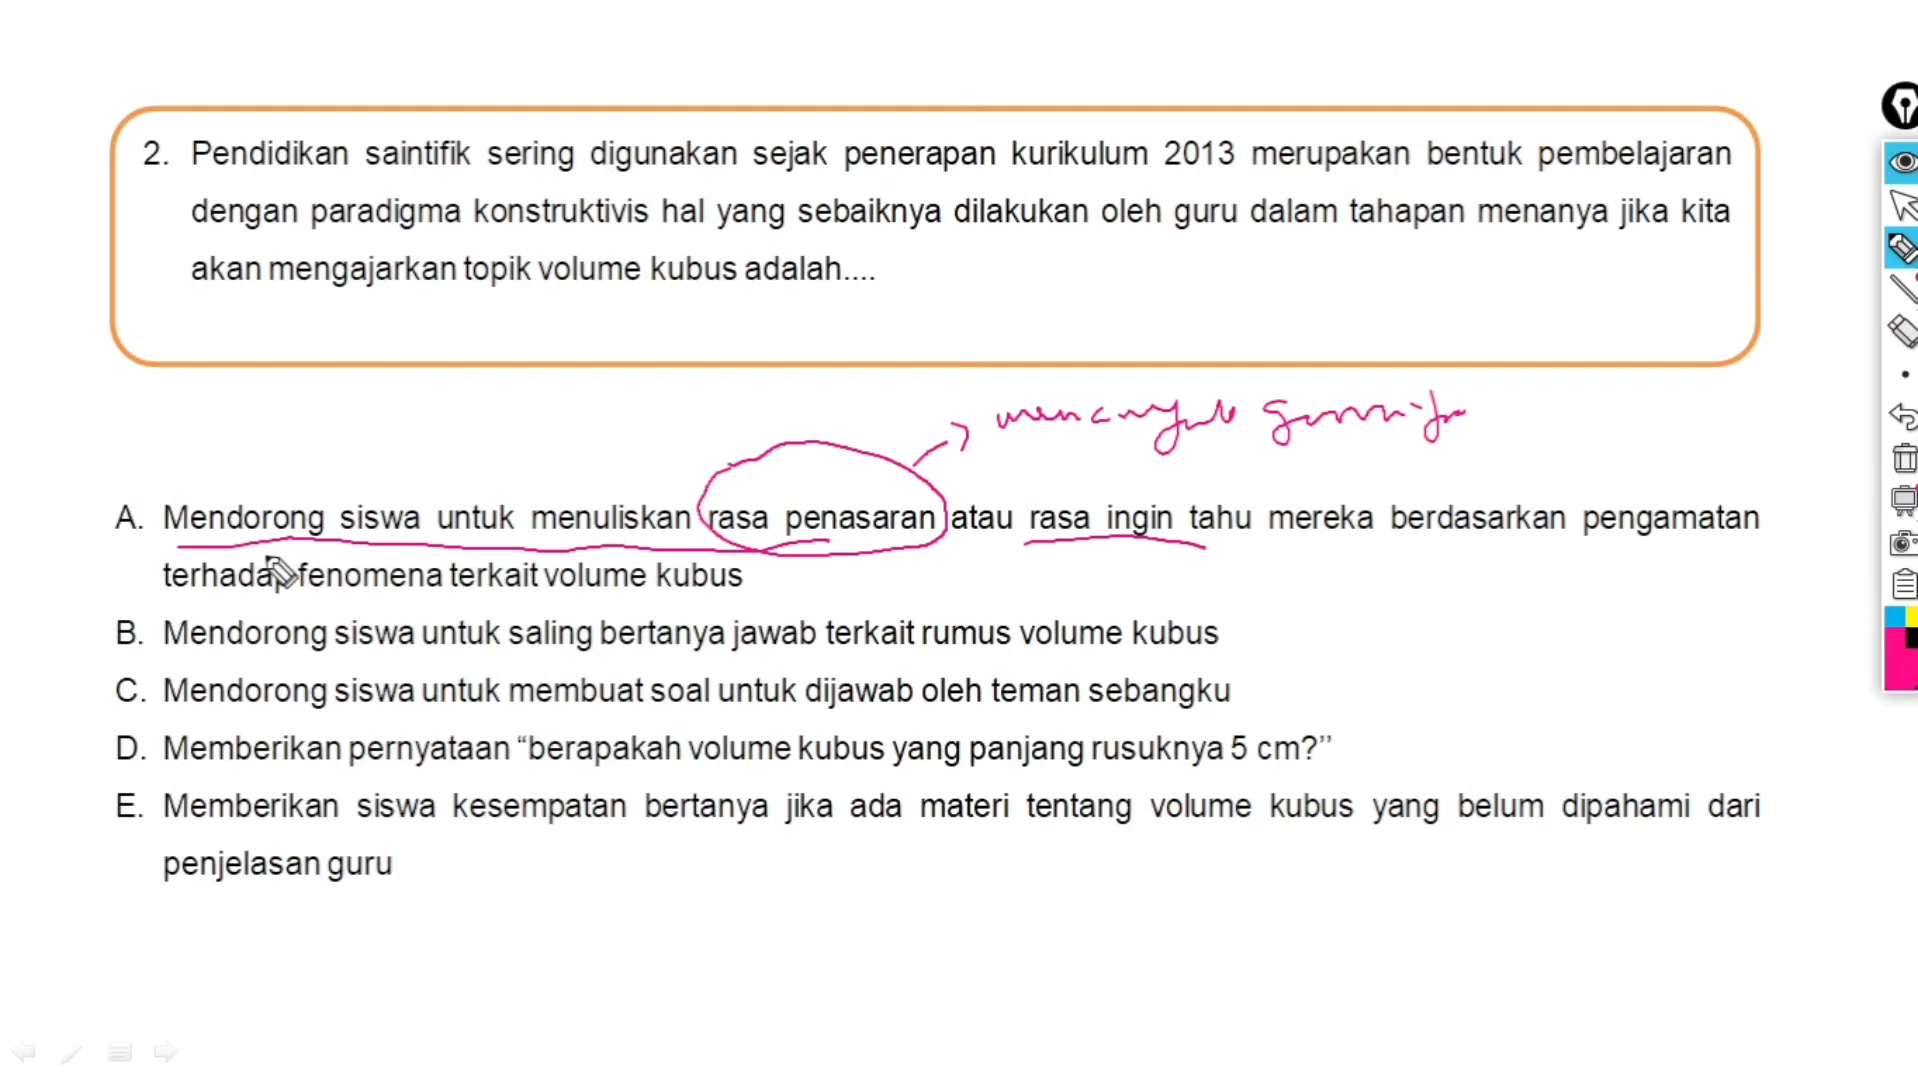 2. Pendidikan saintifik sering digunakan sejak penerapan kurikulum 2013 merupakan bentuk pembelajaran
dengan paradigma konstruktivis hal yang sebaiknya dilakukan oleh guru dalam tahapan menanya jika kita
akan mengajarkan topik volume kubus adalah....
A. Mendorong siswa untuk menuliskan rasa penasaran atau rasa ingin tahu mereka berdasarkan pengamatan
terhadap fenomena terkait volume kubus
B. Mendorong siswa untuk saling bertanya jawab terkait rumus volume kubus
C. Mendorong siswa untuk membuat soal untuk dijawab oleh teman sebangku
D. Memberikan pernyataan “berapakah volume kubus yang panjang rusuknya 5 cm?’’
E. Memberikan siswa kesempatan bertanya jika ada materi tentang volume kubus yang belum dipahami dari
penjelasan guru